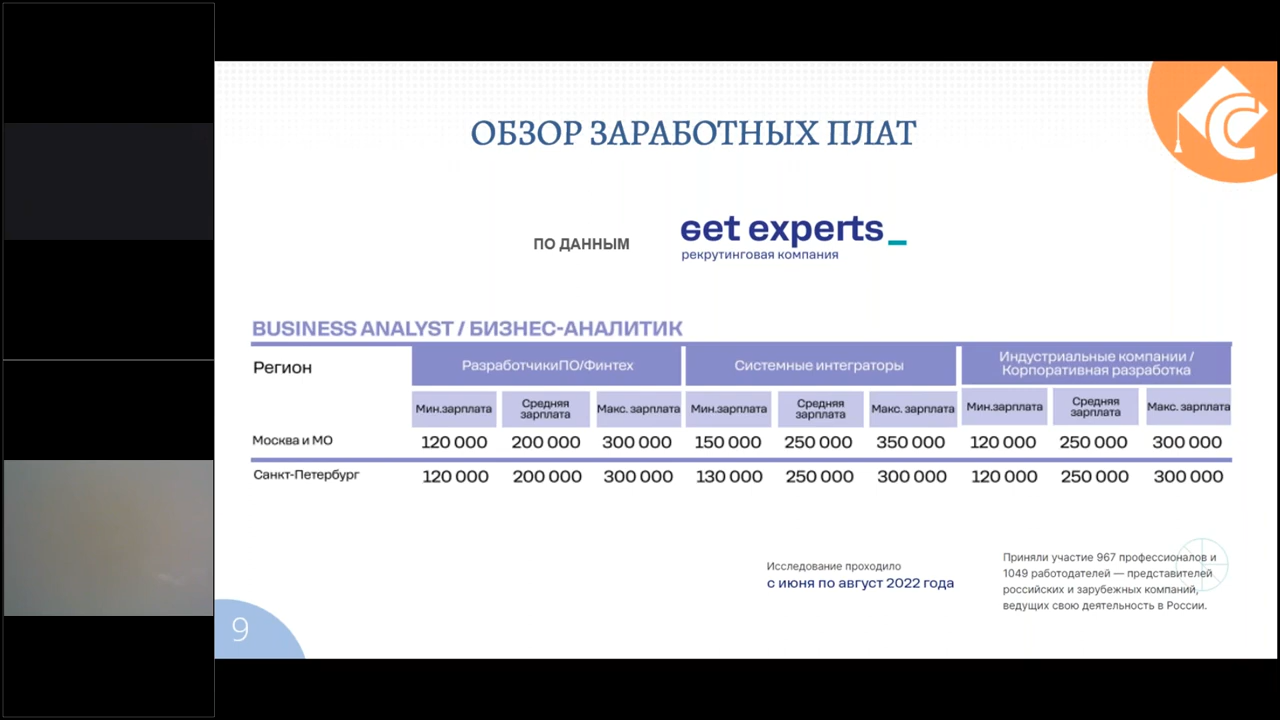 ОБЗОР ЗАРАБОТНЫХ ПЛАТ
ПО ДАННЫМ
get experts_
рекрутинговая компания
BUSINESS ANALYST / БИЗНЕС-АНАЛИТИК
Регион
РазработчикиПО/Финтех
Системные интеграторы
Индустриальные компании /
Корпоративная разработка
Мин.зарплата Средняя зарплата Макс. зарплата Мин.зарплата Средняя зарплата Макс. зарплата Мин.зарплата Средняя зарплата Макс. зарплата
Москва и МО 120 000 200 000 300 000 150 000 250 000 350 000 120 000 250 000 300 000
Санкт-Петербург 120 000 200 000 300 000 130 000 250 000 300 000 120 000 250 000 300 000
Исследование проходило
с июня по август 2022 года
Приняли участие 967 профессионалов и
1049 работодателей — представителей
российских и зарубежных компаний,
ведущих свою деятельность в России.
9